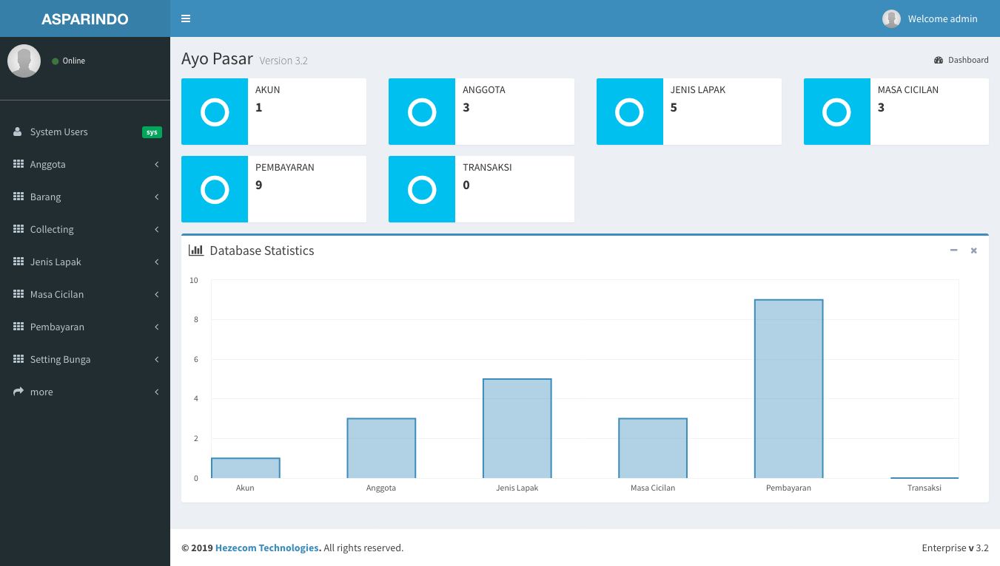 ASPARINDO
Welcome admin
Online
Ayo Pasar Version 3.2
Dashboard
System Users sys
Anggota
Barang
Collecting
Jenis Lapak
Masa Cicilan
Pembayaran
Setting Bunga
more
AKUN
1
ANGGOTA
3
JENIS LAPAK
5
MASA CICILAN
3
PEMBAYARAN
9
TRANSAKSI
0
Database Statistics
10
8
6
4
2
0
Akun Anggota Jenis Lapak Masa Cicilan Pembayaran Transaksi
© 2019 Hezecom Technologies. All rights reserved.
Enterprise v 3.2